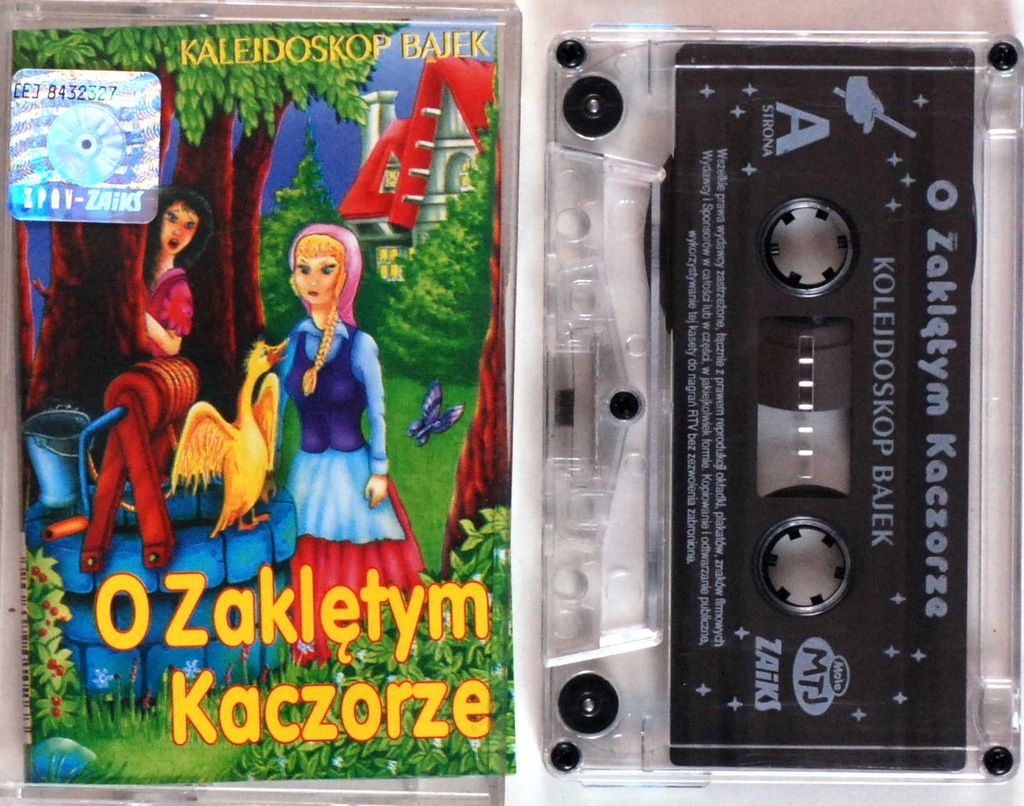 KALEJDOSKOP BAJEK
[E] 8432327
ZPAV-ZAiKS
O Zaklętym
Kaczorze
A
STRONA
O Zaklętym Kaczorze
KOLEJDOSKOP BAJEK
Wszelkie prawa wydawcy zastrzeżone, łącznie z prawem reprodukcji okładki, plakatów, znaków firmowych
Wydawcy i Sponsorów w całości lub w części, w jakiejkolwiek formie. Kopiowanie i odtwarzanie publiczne,
wykorzystywanie tej kasety do nagrań RTV bez zezwolenia zabronione.
ZAiKS
Małe
MTJ